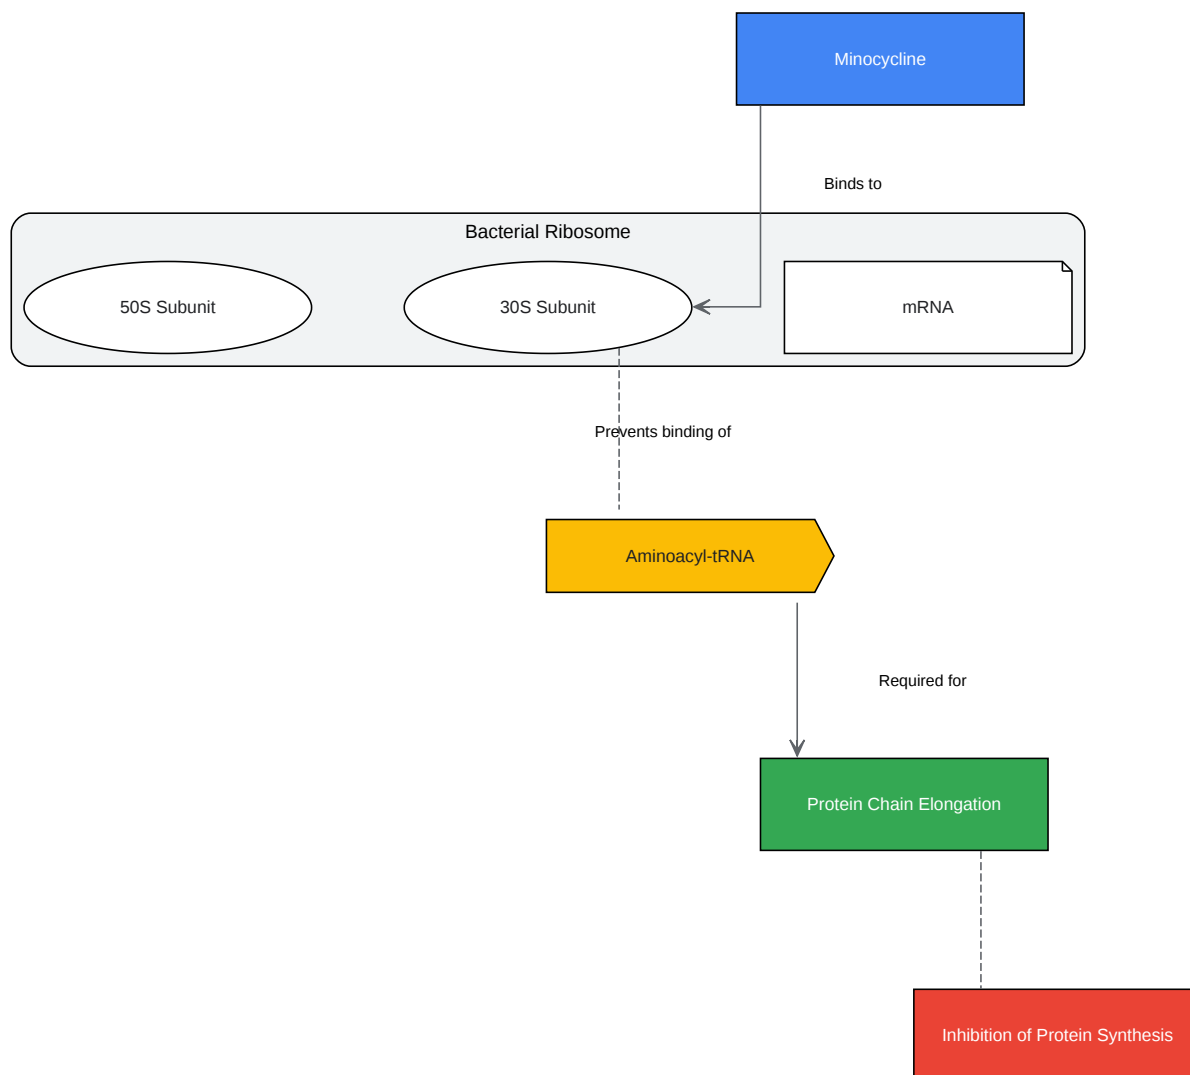 Minocycline
Binds to
Bacterial Ribosome
50S Subunit
30S Subunit
mRNA
Prevents binding of
Aminoacyl-tRNA
Required for
Protein Chain Elongation
Inhibition of Protein Synthesis